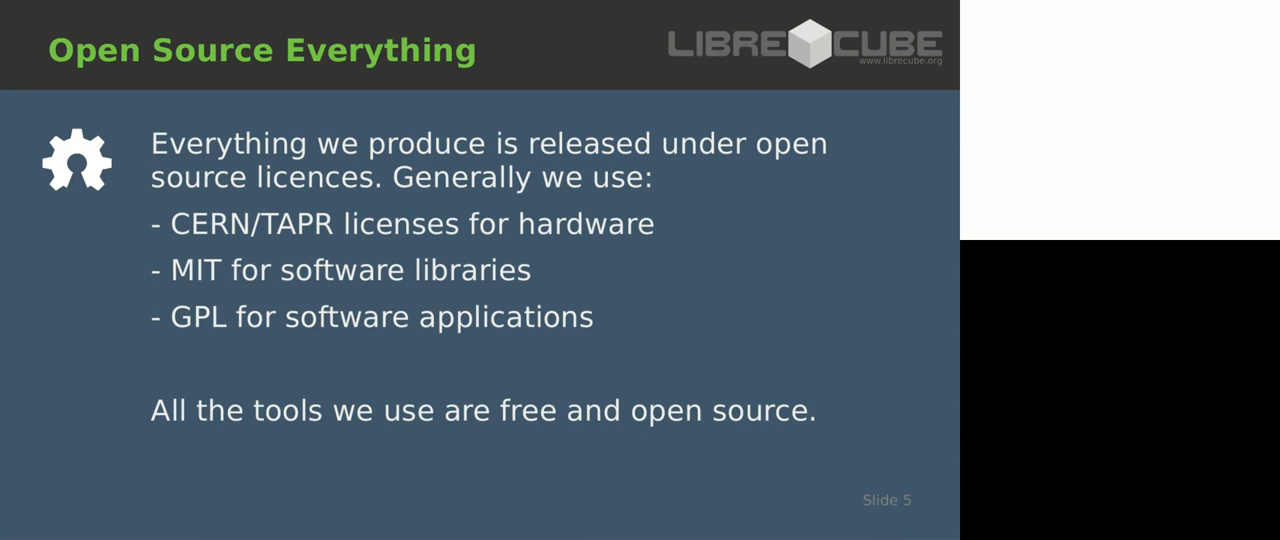 Open Source Everything
LIBRE CUBE
www.librecube.org
Everything we produce is released under open
source licences. Generally we use:
- CERN/TAPR licenses for hardware
- MIT for software libraries
- GPL for software applications
All the tools we use are free and open source.
Slide 5